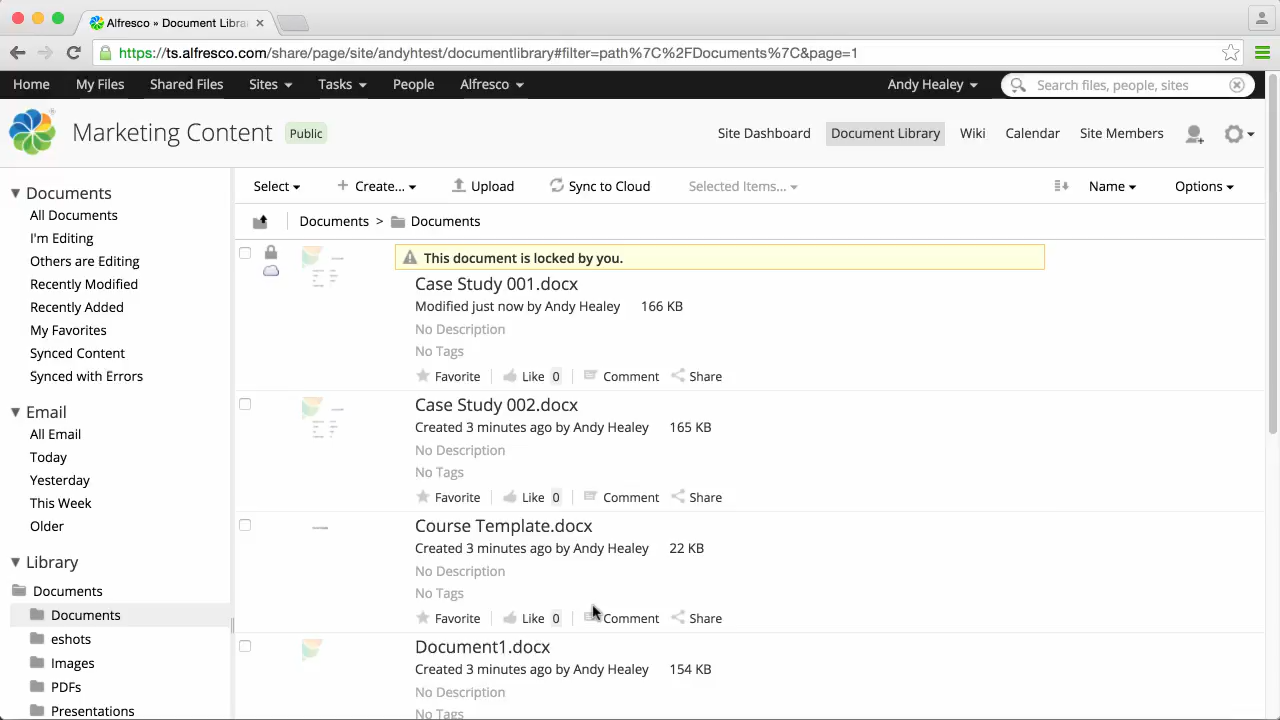 Alfresco » Document Libra
https://ts.alfresco.com/share/page/site/andyhtest/documentlibrary#filter=path%7C%2FDocuments%7C&page=1
Home My Files Shared Files Sites Tasks People Alfresco Andy Healey Search files, people, sites
Marketing Content Public Site Dashboard Document Library Wiki Calendar Site Members
Select Create... Upload Sync to Cloud Selected Items... Name Options
Documents > Documents
Documents
All Documents
I'm Editing
Others are Editing
Recently Modified
Recently Added
My Favorites
Synced Content
Synced with Errors
Email
All Email
Today
Yesterday
This Week
Older
Library
Documents
Documents
eshots
Images
PDFs
Presentations
This document is locked by you.
Case Study 001.docx
Modified just now by Andy Healey 166 KB
No Description
No Tags
Favorite Like 0 Comment Share
Case Study 002.docx
Created 3 minutes ago by Andy Healey 165 KB
No Description
No Tags
Favorite Like 0 Comment Share
Course Template.docx
Created 3 minutes ago by Andy Healey 22 KB
No Description
No Tags
Favorite Like 0 Comment Share
Document1.docx
Created 3 minutes ago by Andy Healey 154 KB
No Description
No Tags